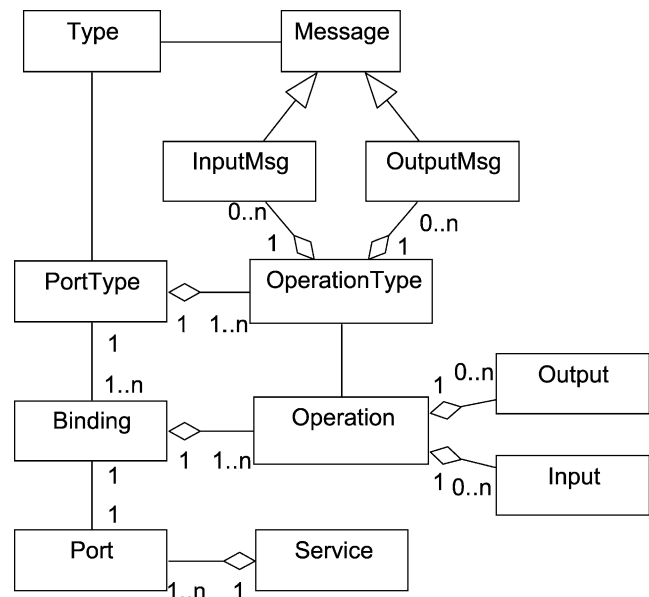 Type
Message
InputMsg
OutputMsg
0..n
0..n
1
1
PortType
OperationType
1
1..n
1
1..n
Binding
Operation
1
0..n
Output
1
1..n
1
1
0..n
Input
1
Port
Service
1..n
1